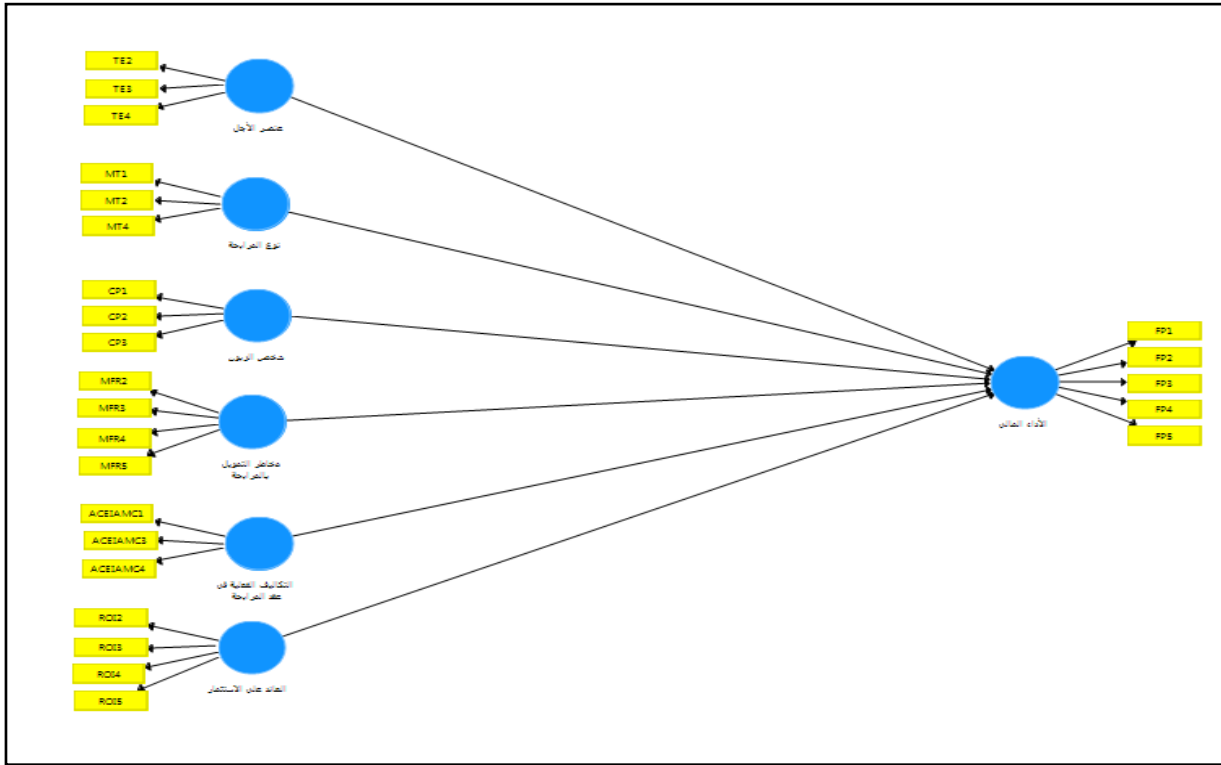 TE2
TE3
TE4
عنصر الأجل
MT1
MT2
MT4
نوع المرابحة
CP1
CP2
CP3
شخص الزبون
MFR2
MFR3
MFR4
MFR5
مخاطر التمويل
بالمرابحة
ACEIAMC1
ACEIAMC3
ACEIAMC4
التكاليف الفعلية في
عقد المرابحة
ROI2
ROI3
ROI4
ROI5
العائد على الاستثمار
الأداء المالي
FP1
FP2
FP3
FP4
FP5